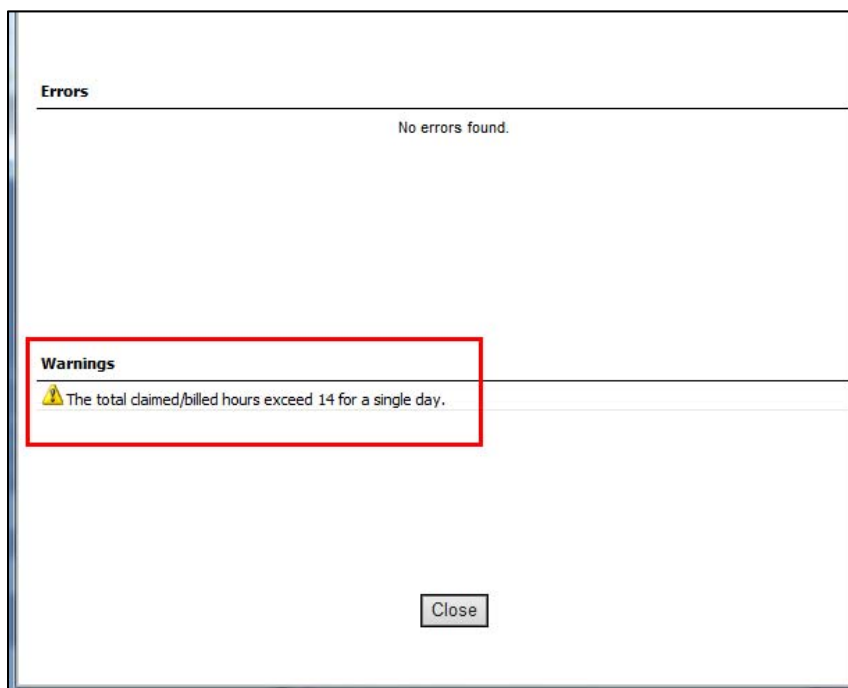 Errors
No errors found.
Warnings
The total claimed/billed hours exceed 14 for a single day.
Close